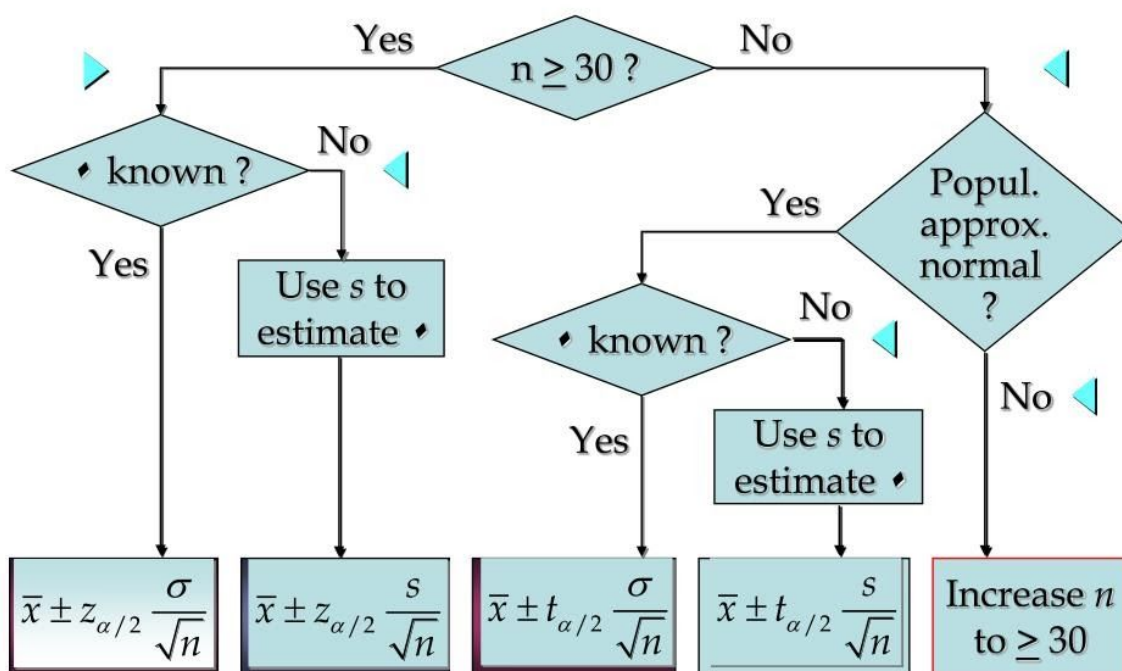 n ≥ 30 ?
Yes
No
♦ known ?
No
Yes
Use s to
estimate ♦
Popul.
approx.
normal
?
Yes
No
♦ known ?
No
Yes
Use s to
estimate ♦
x̄ ± z_{α/2} σ/√n
x̄ ± z_{α/2} s/√n
x̄ ± t_{α/2} σ/√n
x̄ ± t_{α/2} s/√n
Increase n
to ≥ 30